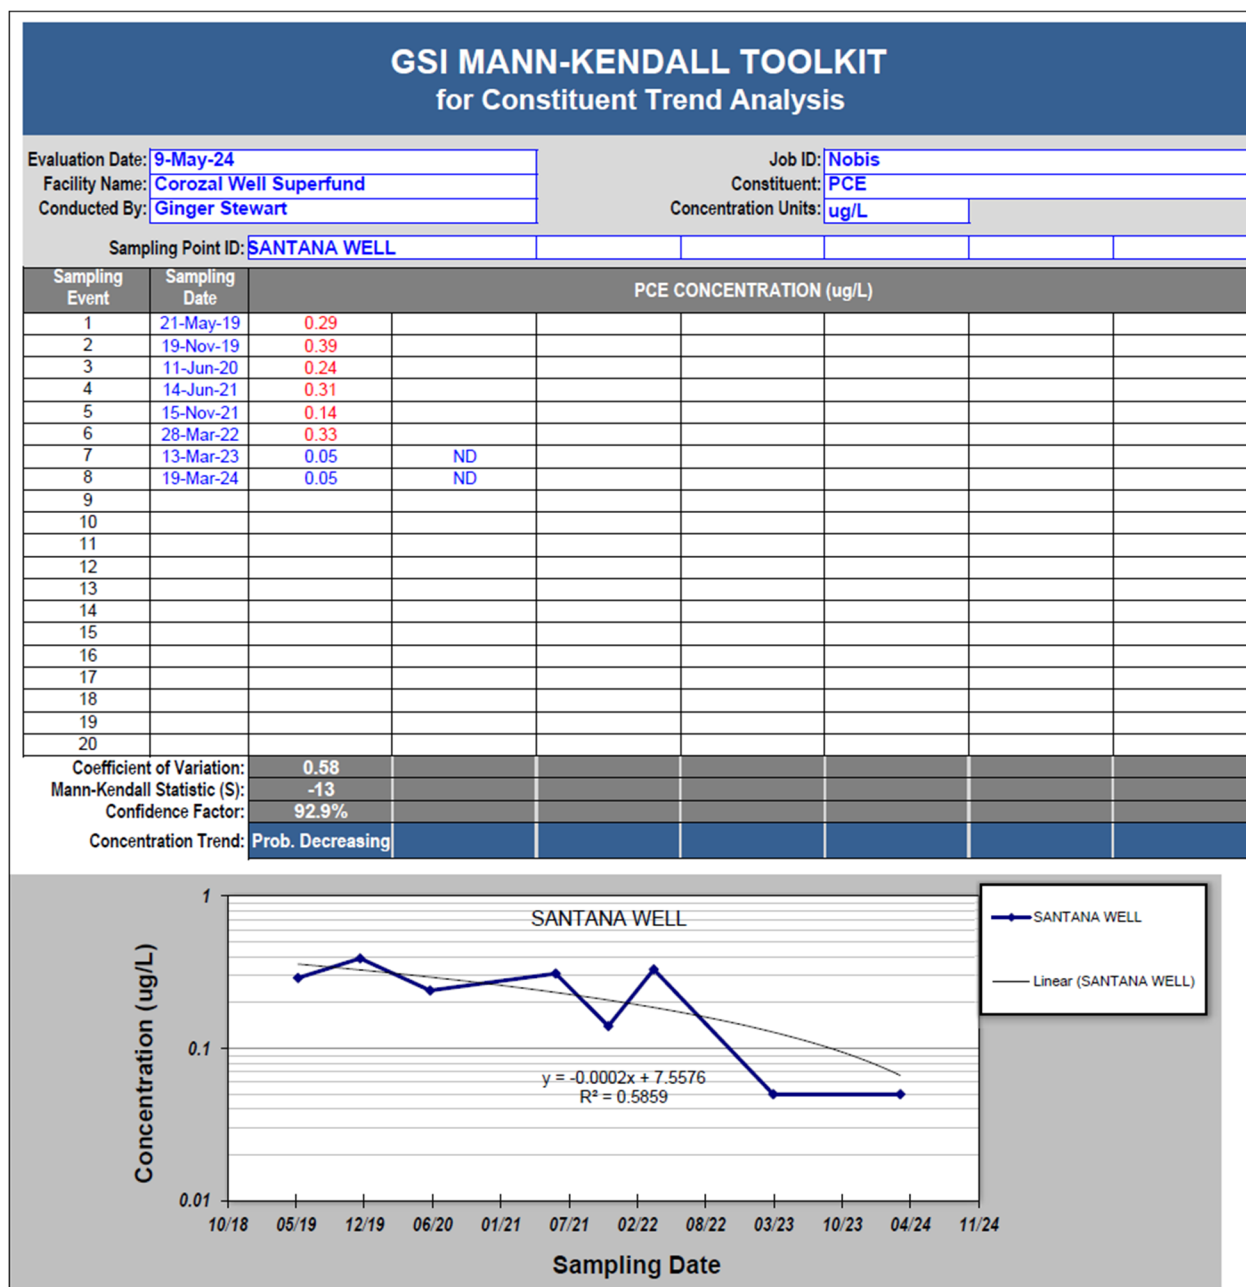 GSI MANN-KENDALL TOOLKIT
for Constituent Trend Analysis
Evaluation Date: 9-May-24 Job ID: Nobis
Facility Name: Corozal Well Superfund Constituent: PCE
Conducted By: Ginger Stewart Concentration Units: ug/L
Sampling Point ID: SANTANA WELL
Sampling Event Sampling Date PCE CONCENTRATION (ug/L)
1 21-May-19 0.29
2 19-Nov-19 0.39
3 11-Jun-20 0.24
4 14-Jun-21 0.31
5 15-Nov-21 0.14
6 28-Mar-22 0.33
7 13-Mar-23 0.05 ND
8 19-Mar-24 0.05 ND
9
10
11
12
13
14
15
16
17
18
19
20
Coefficient of Variation: 0.58
Mann-Kendall Statistic (S): -13
Confidence Factor: 92.9%
Concentration Trend: Prob. Decreasing
SANTANA WELL
SANTANA WELL
Linear (SANTANA WELL)
Concentration (ug/L)
1
0.1
0.01
y = -0.0002x + 7.5576
R² = 0.5859
10/18 05/19 12/19 06/20 01/21 07/21 02/22 08/22 03/23 10/23 04/24 11/24
Sampling Date